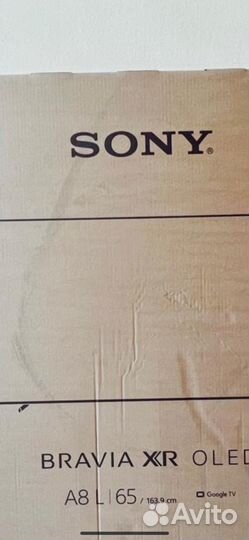 SONY®
BRAVIA XR OLED
A8 L | 65 / 163.9 cm
Google TV
Avito